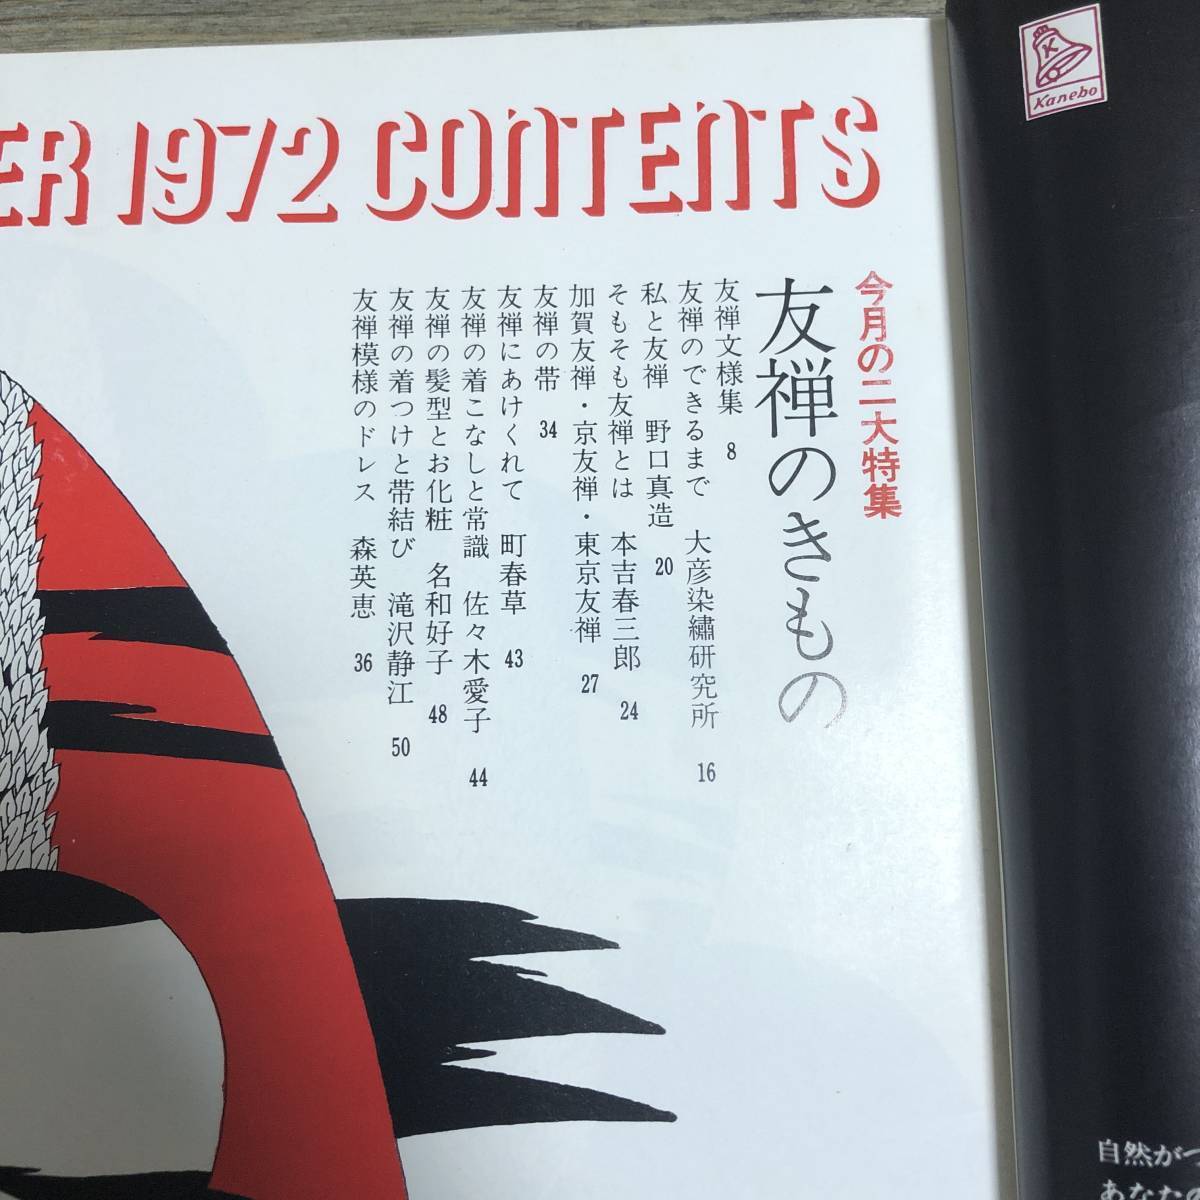 ER 1972 CONTENTS
今月の二大特集
友禅のきもの
友禅文様集 8
友禅のできるまで 大彦染繡研究所 16
私と友禅 野口真造 20
そもそも友禅とは 本吉春三郎 24
加賀友禅・京友禅・東京友禅 27
友禅の帯 34
友禅にあけくれて 町春草 43
友禅の着こなしと常識 佐々木愛子 44
友禅の髪型とお化粧 名和好子 48
友禅の着つけと帯結び 滝沢静江 50
友禅模様のドレス 森英恵 36
K
Kanebo
自然がつ
あなたの